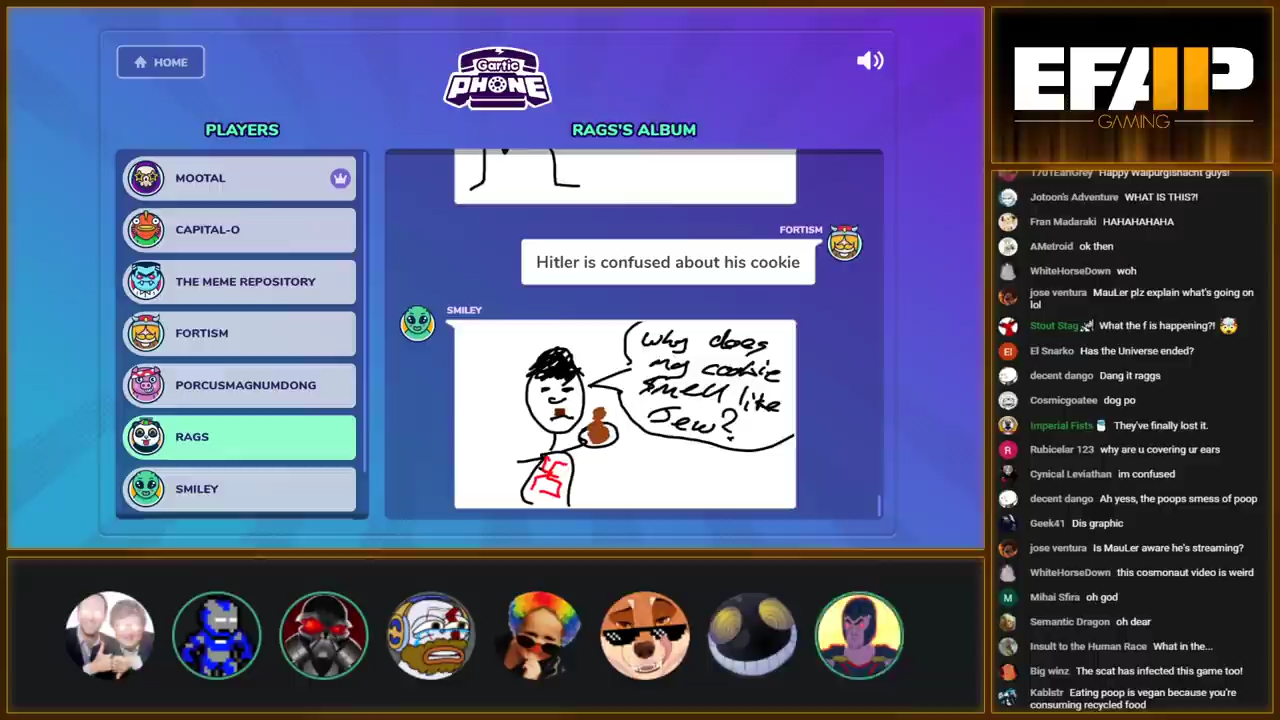 HOME
Gartic
PHONE
PLAYERS
RAGS'S ALBUM
MOOTAL
CAPITAL-O
THE MEME REPOSITORY
FORTISM
PORCUSMAGNUMDONG
RAGS
SMILEY
FORTISM
Hitler is confused about his cookie
SMILEY
why does
my cookie
smell like
Jew?
EFAP
GAMING
1701EarlGrey Happy Walpurgisnacht guys!
Jotoon's Adventure WHAT IS THIS?!
Fran Madaraki HAHAHAHAHA
AMetroid ok then
WhiteHorseDown woh
jose ventura MauLer plz explain what's going on
lol
Stout Stag What the f is happening?! 🤯
El Snarko Has the Universe ended?
decent dango Dang it raggs
Cosmicgoatee dog po
Imperial Fists They've finally lost it.
Rubicelar 123 why are u covering ur ears
Cynical Leviathan im confused
decent dango Ah yes, the poops smess of poop
Geek41 Dis graphic
jose ventura Is MauLer aware he's streaming?
WhiteHorseDown this cosmonaut video is weird
Mihai Sfira oh god
Semantic Dragon oh dear
Insult to the Human Race What in the...
Big winz The scat has infected this game too!
Kablstr Eating poop is vegan because you're
consuming recycled food